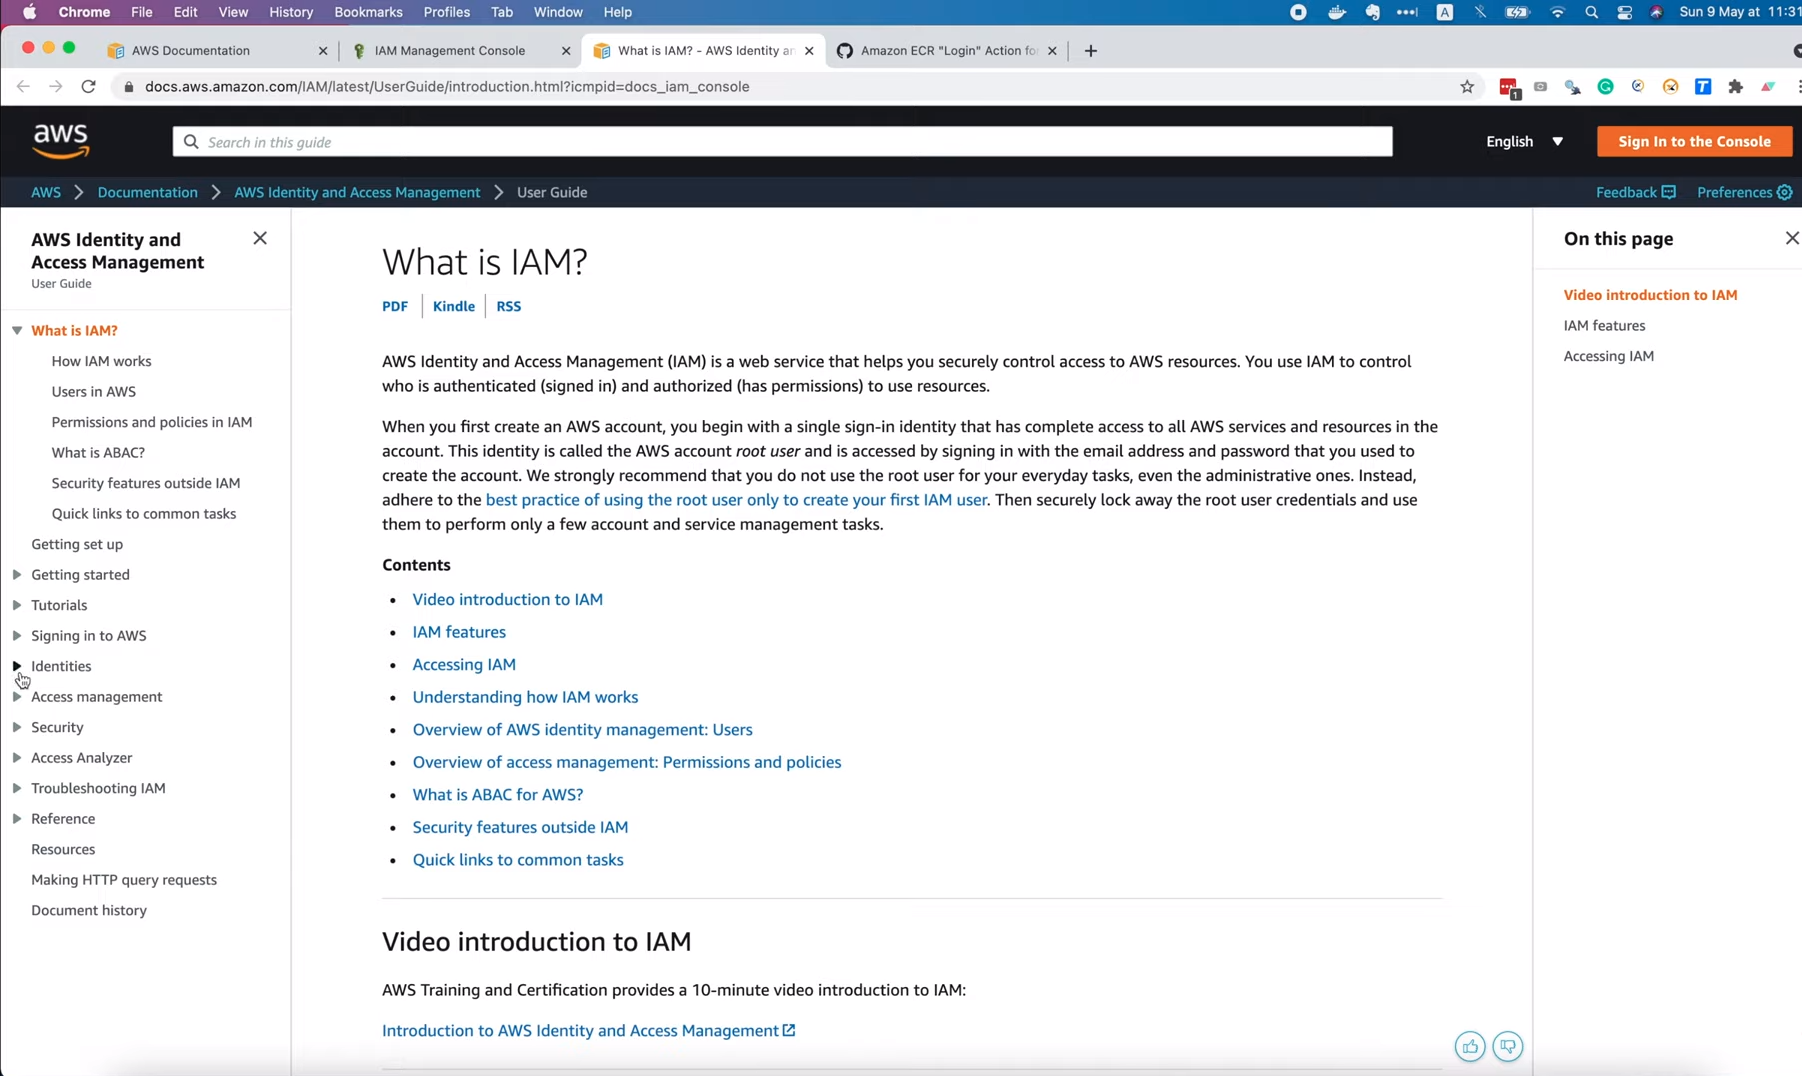 Chrome File Edit View History Bookmarks Profiles Tab Window Help
A Sun 9 May at 11:31
AWS Documentation
IAM Management Console
What is IAM? - AWS Identity an
Amazon ECR "Login" Action fo
docs.aws.amazon.com/IAM/latest/UserGuide/introduction.html?icmpid=docs_iam_console
1
T
aws
Search in this guide
English
Sign In to the Console
AWS > Documentation > AWS Identity and Access Management > User Guide
Feedback
Preferences
AWS Identity and
Access Management
User Guide
What is IAM?
How IAM works
Users in AWS
Permissions and policies in IAM
What is ABAC?
Security features outside IAM
Quick links to common tasks
Getting set up
Getting started
Tutorials
Signing in to AWS
Identities
Access management
Security
Access Analyzer
Troubleshooting IAM
Reference
Resources
Making HTTP query requests
Document history
What is IAM?
PDF | Kindle | RSS
AWS Identity and Access Management (IAM) is a web service that helps you securely control access to AWS resources. You use IAM to control
who is authenticated (signed in) and authorized (has permissions) to use resources.
When you first create an AWS account, you begin with a single sign-in identity that has complete access to all AWS services and resources in the
account. This identity is called the AWS account root user and is accessed by signing in with the email address and password that you used to
create the account. We strongly recommend that you do not use the root user for your everyday tasks, even the administrative ones. Instead,
adhere to the best practice of using the root user only to create your first IAM user. Then securely lock away the root user credentials and use
them to perform only a few account and service management tasks.
Contents
• Video introduction to IAM
• IAM features
• Accessing IAM
• Understanding how IAM works
• Overview of AWS identity management: Users
• Overview of access management: Permissions and policies
• What is ABAC for AWS?
• Security features outside IAM
• Quick links to common tasks
Video introduction to IAM
AWS Training and Certification provides a 10-minute video introduction to IAM:
Introduction to AWS Identity and Access Management
On this page
Video introduction to IAM
IAM features
Accessing IAM